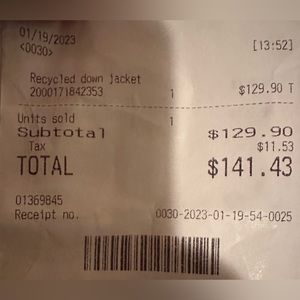 01/19/2023
<0030> [13:52]
Recycled down jacket
2000171842353 1 $129.90 T
Units sold 1
Subtotal $129.90
Tax $11.53
TOTAL $141.43
01369845
Receipt no. 0030-2023-01-19-54-0025